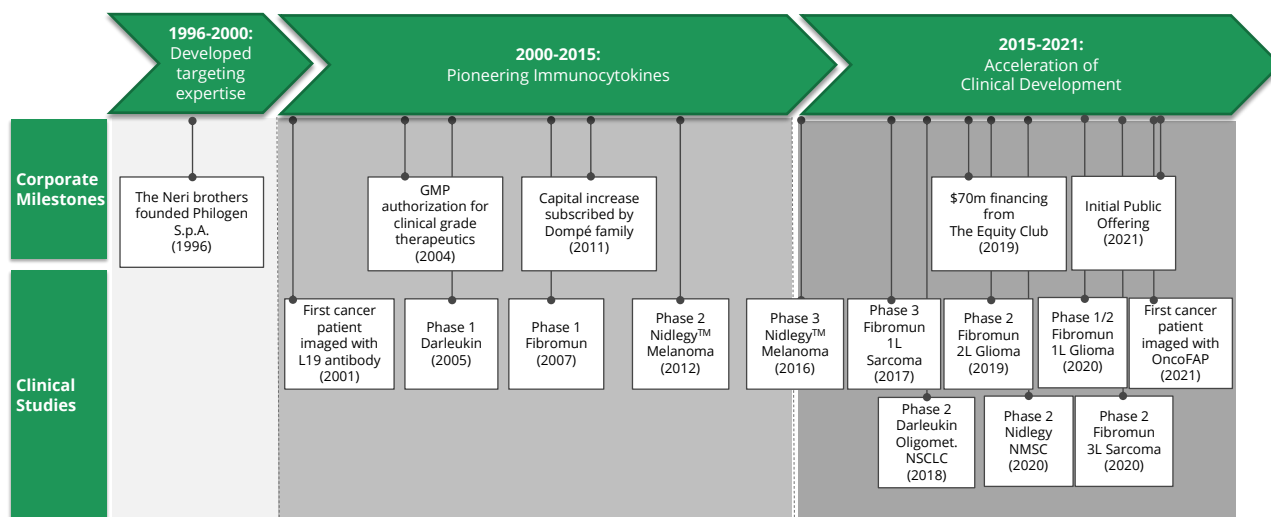 1996-2000:
Developed
targeting
expertise
2000-2015:
Pioneering Immunocytokines
2015-2021:
Acceleration of
Clinical Development
Corporate
Milestones
The Neri brothers
founded Philogen
S.p.A.
(1996)
GMP
authorization for
clinical grade
therapeutics
(2004)
Capital increase
subscribed by
Dompé family
(2011)
$70m financing
from
The Equity Club
(2019)
Initial Public
Offering
(2021)
Clinical
Studies
First cancer
patient
imaged with
L19 antibody
(2001)
Phase 1
Darleukin
(2005)
Phase 1
Fibromun
(2007)
Phase 2
Nidlegy™
Melanoma
(2012)
Phase 3
Nidlegy™
Melanoma
(2016)
Phase 3
Fibromun
1L
Sarcoma
(2017)
Phase 2
Fibromun
2L Glioma
(2019)
Phase 1/2
Fibromun
1L Glioma
(2020)
First cancer
patient
imaged with
OncoFAP
(2021)
Phase 2
Darleukin
Oligomet.
NSCLC
(2018)
Phase 2
Nidlegy
NMSC
(2020)
Phase 2
Fibromun
3L Sarcoma
(2020)